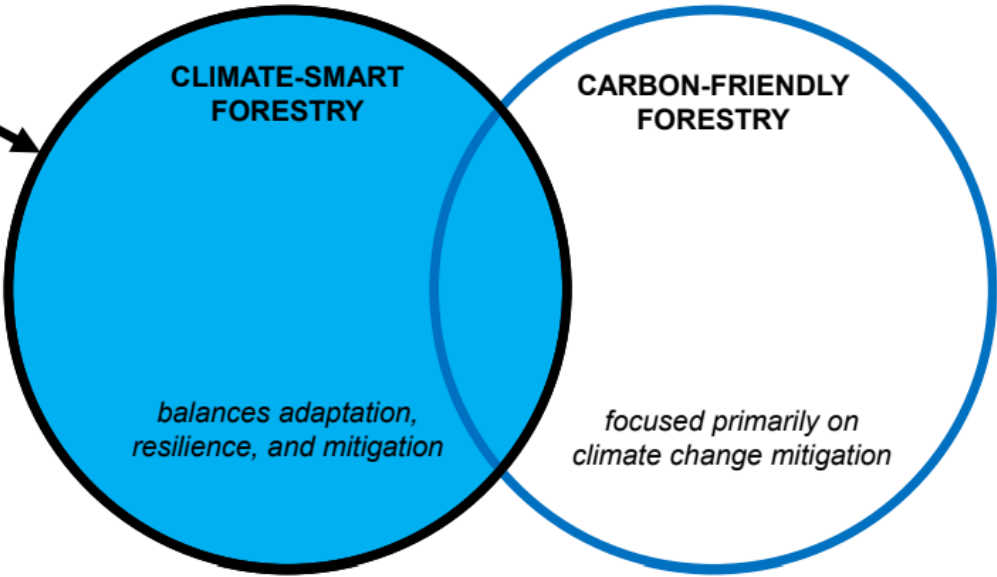 CLIMATE-SMART
FORESTRY
balances adaptation,
resilience, and mitigation
CARBON-FRIENDLY
FORESTRY
focused primarily on
climate change mitigation